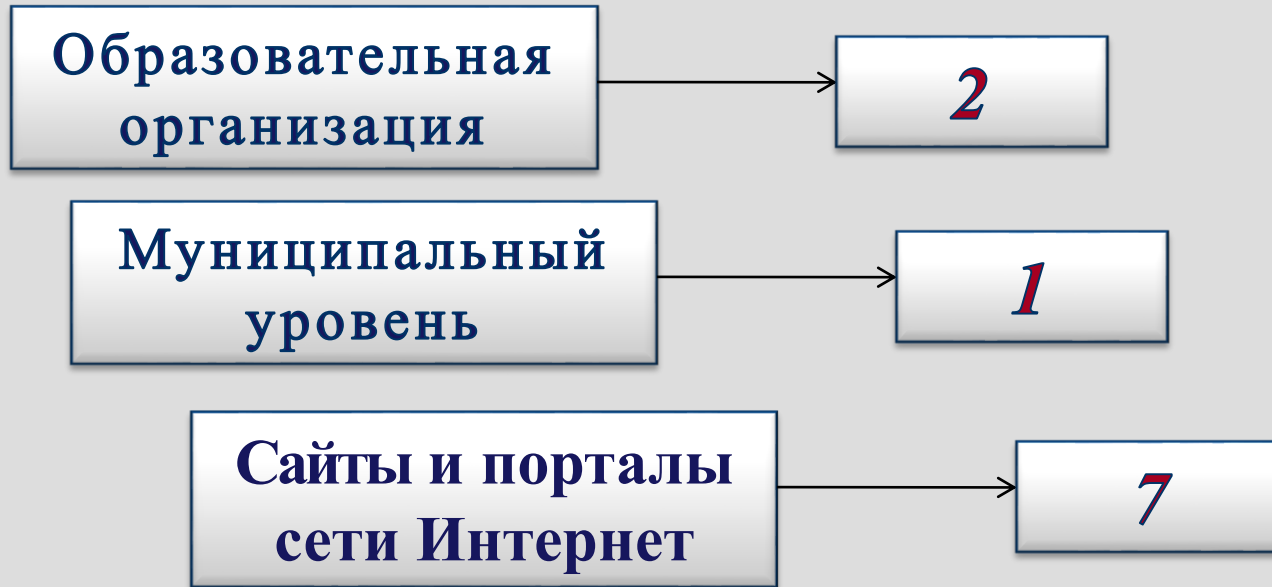 Образовательная
организация
2
Муниципальный
уровень
1
Сайты и порталы
сети Интернет
7